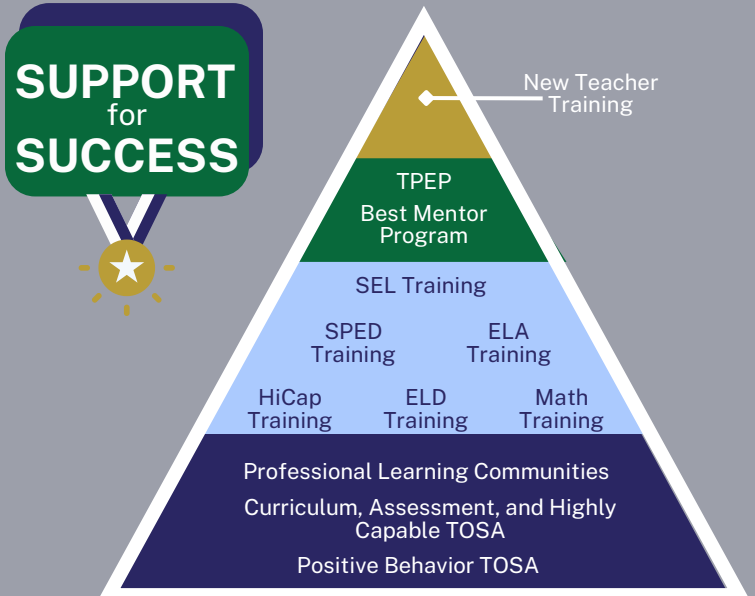 SUPPORT
for
SUCCESS
New Teacher
Training
TPEP
Best Mentor
Program
SEL Training
SPED
Training
ELA
Training
HiCap
Training
ELD
Training
Math
Training
Professional Learning Communities
Curriculum, Assessment, and Highly
Capable TOSA
Positive Behavior TOSA